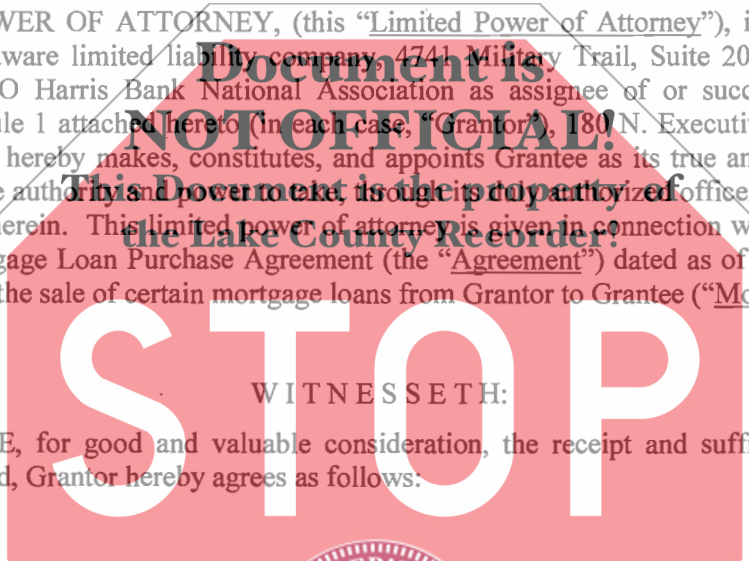 WER OF ATTORNEY, (this “Limited Power of Attorney”), i
ware limited liability company, 4741 Military Trail, Suite 20
Document is
O Harris Bank National Association as assignee of or succ
NOT OFFICIAL!
ule 1 attached hereto (in each case, “Grantor”), 180 N. Executi
hereby makes, constitutes, and appoints Grantee as its true an
This Document is the property of
e authority and power to take, through its duly authorized office
the Lake County Recorder!
herein. This limited power of attorney is given in connection w
gage Loan Purchase Agreement (the “Agreement”) dated as of
the sale of certain mortgage loans from Grantor to Grantee (“Mo
STOP
WITNESSETH:
E, for good and valuable consideration, the receipt and suffi
d, Grantor hereby agrees as follows: